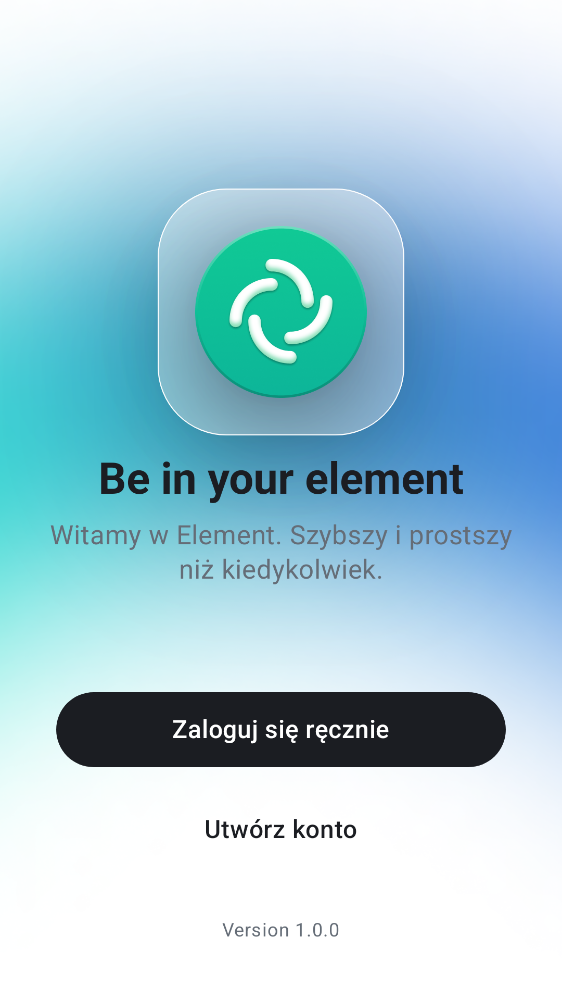 Be in your element
Witamy w Element. Szybszy i prostszy
niż kiedykolwiek.
Zaloguj się ręcznie
Utwórz konto
Version 1.0.0